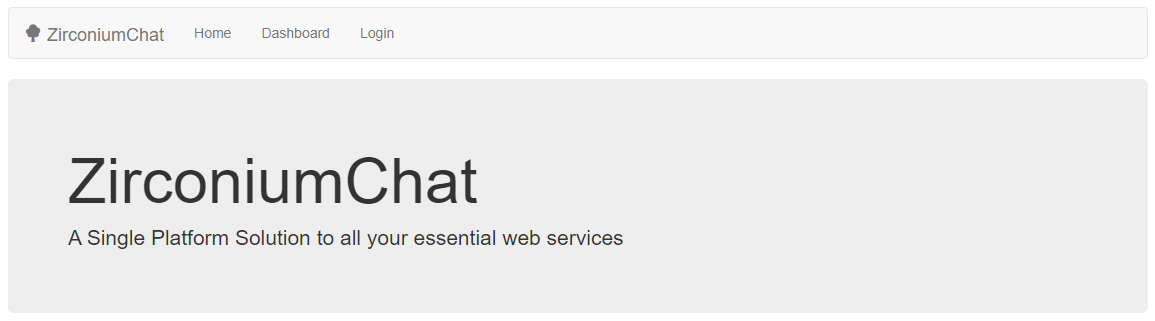 ZirconiumChat Home Dashboard Login
ZirconiumChat
A Single Platform Solution to all your essential web services